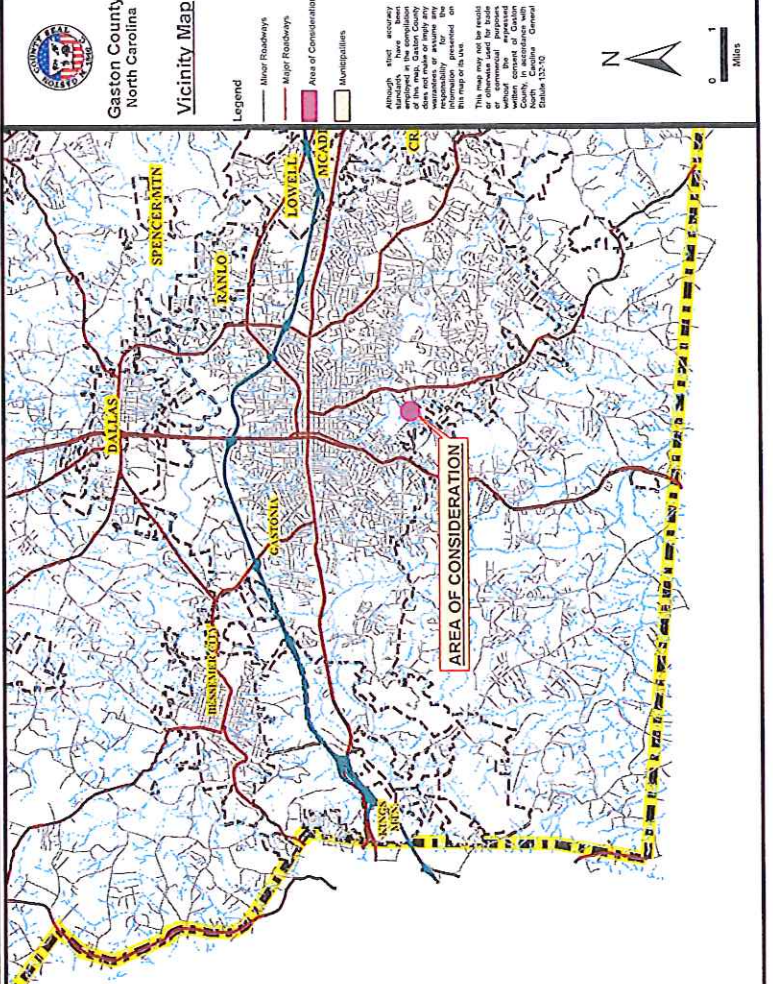 GASTON COUNTY SEAL
Gaston County
North Carolina
Vicinity Map
Legend
Minor Roadways
Major Roadways
Area of Consideration
Municipalities
Although strict accuracy
standards have been
employed in the compilation
of this map, Gaston County
does not make or imply any
warranties or assume any
responsibility for the
information presented on
this map or its use.
This map may not be resold
or otherwise used for trade
or commercial purposes
without the expressed
written consent of Gaston
County, in accordance with
North Carolina General
Statute 132-10
N
0 1
Miles
SPENCER MTN
DALLAS
RANLO
LOWELL
MCAD
CR
BESSEMER CITY
GASTONIA
KINGS
MTN
AREA OF CONSIDERATION